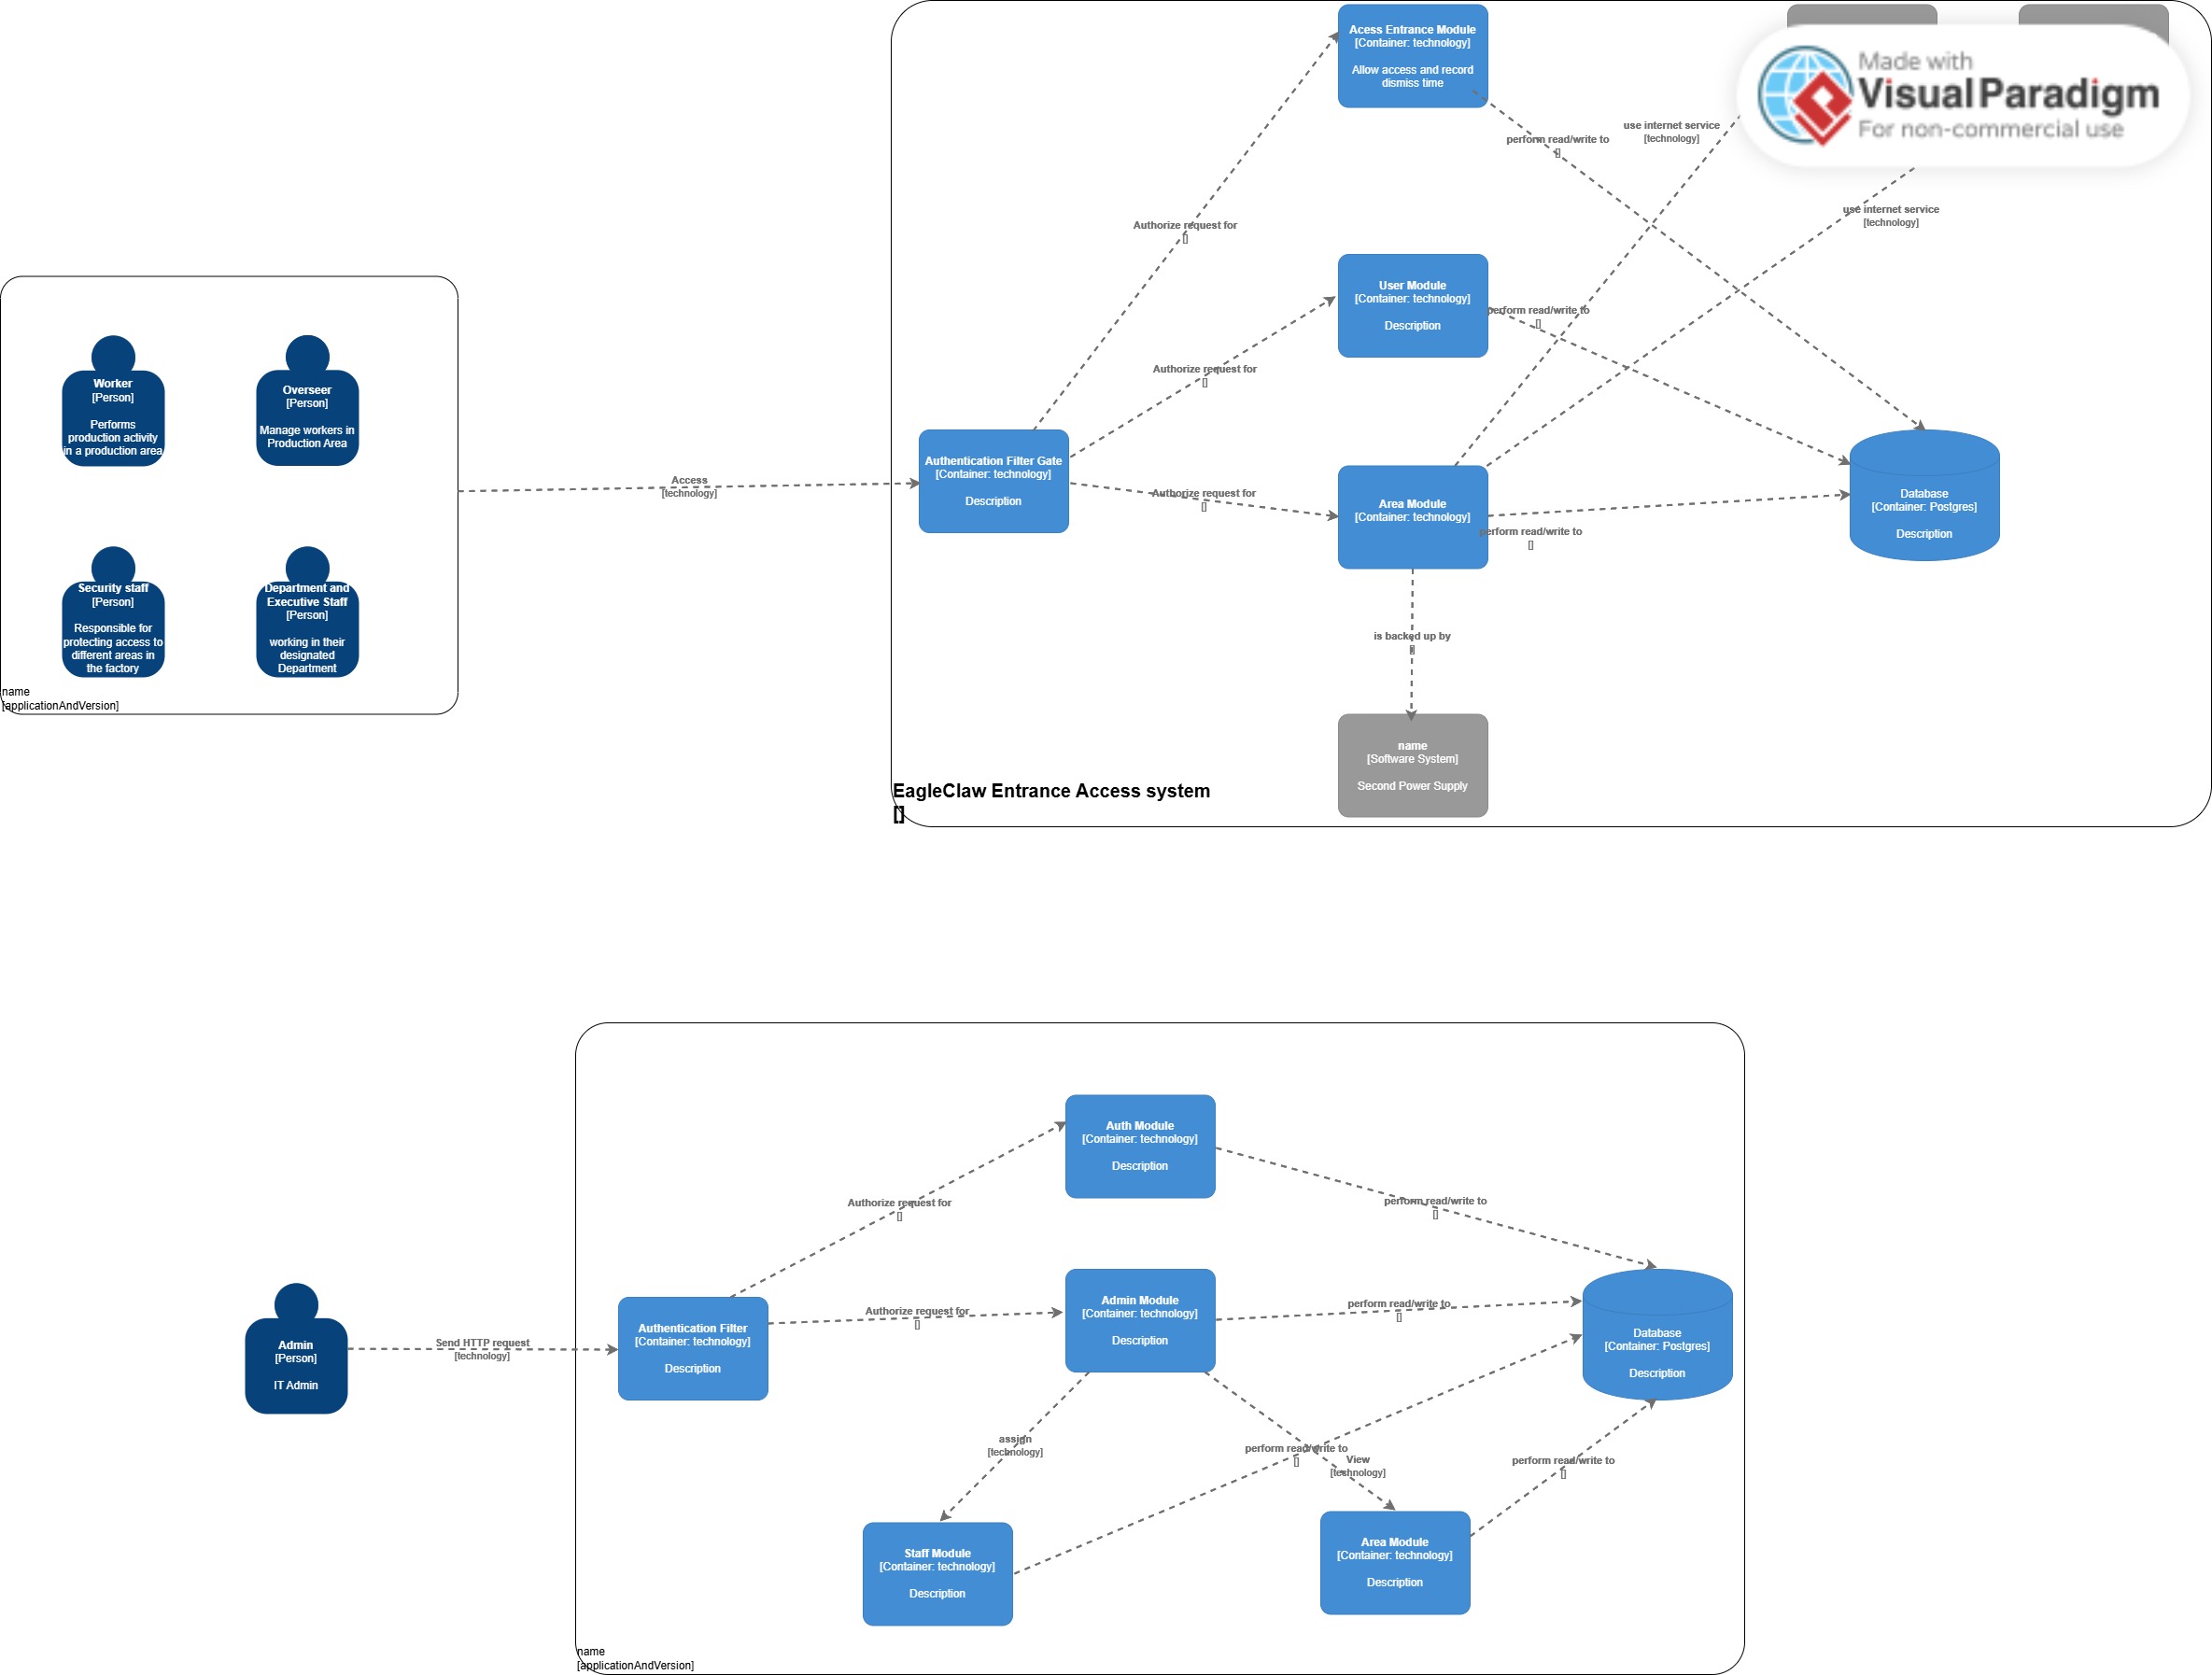 Acess Entrance Module
[Container: technology]
Allow access and record
dismiss time
Made with
Visual Paradigm
For non-commercial use
use internet service
[technology]
perform read/write to
[]
use internet service
[technology]
Authorize request for
[]
User Module
[Container: technology]
Description
perform read/write to
[]
Authorize request for
[]
Worker
[Person]
Performs
production activity
in a production area
Overseer
[Person]
Manage workers in
Production Area
Access
[technology]
Authentication Filter Gate
[Container: technology]
Description
Authorize request for
[]
Area Module
[Container: technology]
perform read/write to
[]
Database
[Container: Postgres]
Description
Security staff
[Person]
Responsible for
protecting access to
different areas in
the factory
Department and
Executive Staff
[Person]
working in their
designated
Department
name
[applicationAndVersion]
is backed up by
[]
name
[Software System]
Second Power Supply
EagleClaw Entrance Access system
[]
Auth Module
[Container: technology]
Description
Authorize request for
[]
perform read/write to
[]
Admin Module
[Container: technology]
Description
Authorize request for
[]
perform read/write to
[]
Admin
[Person]
IT Admin
Send HTTP request
[technology]
Authentication Filter
[Container: technology]
Description
Database
[Container: Postgres]
Description
assign
[technology]
perform read/write to
[]
View
[technology]
perform read/write to
[]
Staff Module
[Container: technology]
Description
Area Module
[Container: technology]
Description
name
[applicationAndVersion]